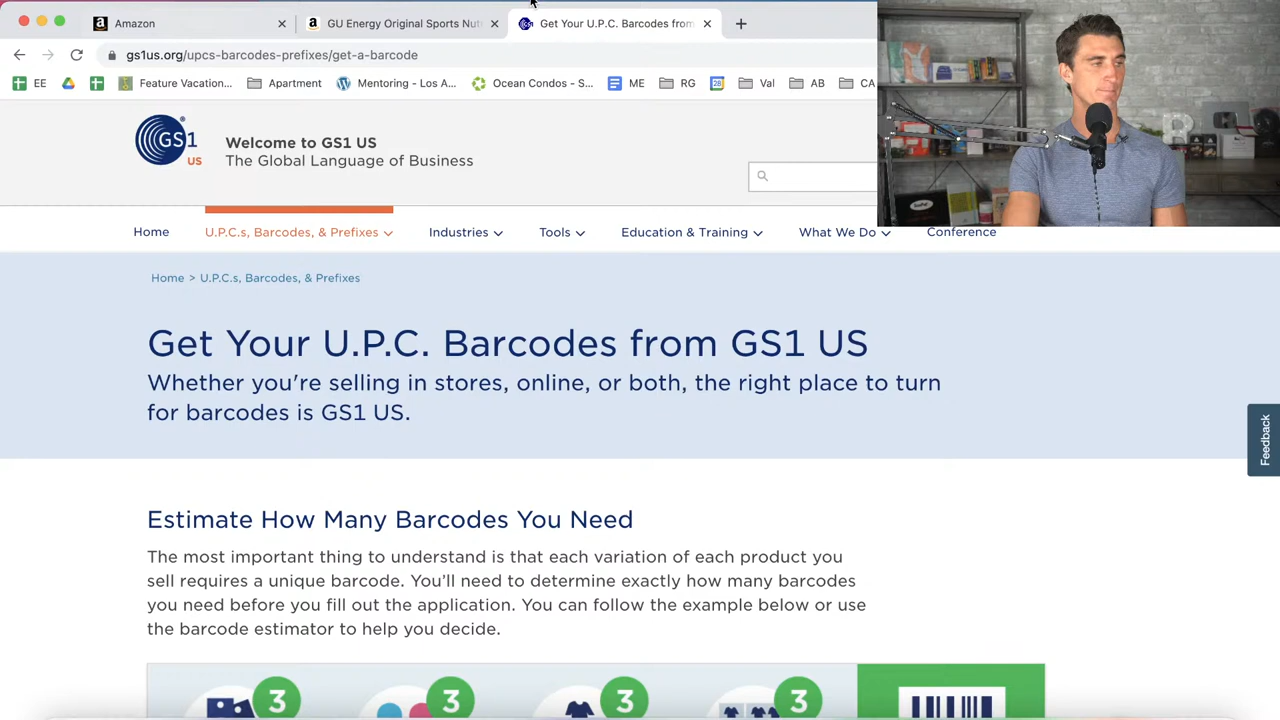 Amazon
GU Energy Original Sports Nut
Get Your U.P.C. Barcodes from
gs1us.org/upcs-barcodes-prefixes/get-a-barcode
EE
Feature Vacation...
Apartment
Mentoring - Los A...
Ocean Condos - S...
ME
RG
28
Val
AB
CA
GS1
US
Welcome to GS1 US
The Global Language of Business
Home
U.P.C.s, Barcodes, & Prefixes
Industries
Tools
Education & Training
What We Do
Conference
Home > U.P.C.s, Barcodes, & Prefixes
Get Your U.P.C. Barcodes from GS1 US
Whether you're selling in stores, online, or both, the right place to turn
for barcodes is GS1 US.
Feedback
Estimate How Many Barcodes You Need
The most important thing to understand is that each variation of each product you
sell requires a unique barcode. You'll need to determine exactly how many barcodes
you need before you fill out the application. You can follow the example below or use
the barcode estimator to help you decide.
3
3
3
3